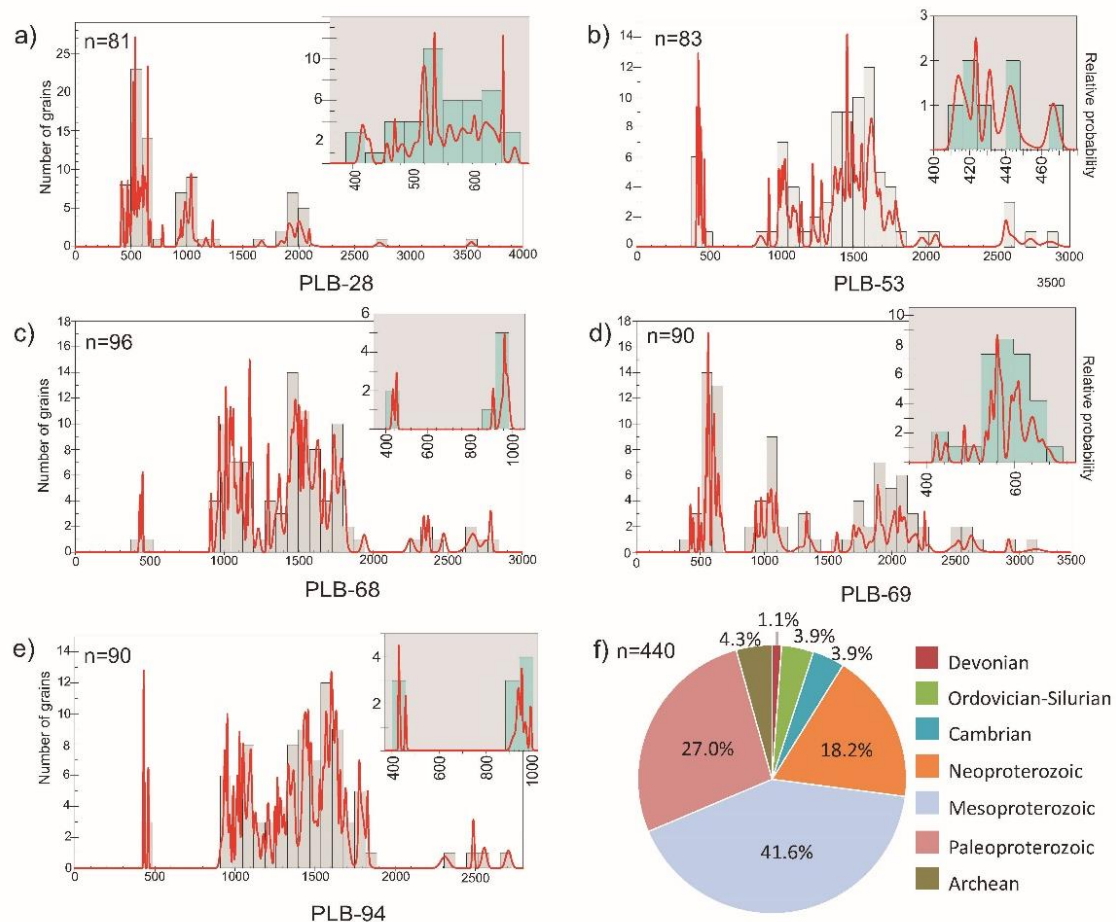 a)
n=81
Number of grains
25
20
15
10
5
0
0 500 1000 1500 2000 2500 3000 3500 4000
10
6
2
400
500
600
PLB-28
b)
n=83
14
12
10
8
6
4
2
0
0 500 1000 1500 2000 2500 3000
3500
3
2
1
0
400
420
440
460
Relative probability
PLB-53
c)
n=96
Number of grains
18
16
14
12
10
8
6
4
2
0
500 1000 1500 2000 2500 3000
6
4
2
400
600
800
1000
PLB-68
d)
n=90
18
16
14
12
10
8
6
4
2
0
0 500 1000 1500 2000 2500 3000 3500
10
8
6
4
2
400
600
Relative probability
PLB-69
e)
n=90
Number of grains
14
12
10
8
6
4
2
0
0 500 1000 1500 2000 2500
4
2
400
600
800
1000
PLB-94
f) n=440
1.1%
3.9%
3.9%
4.3%
18.2%
27.0%
41.6%
Devonian
Ordovician-Silurian
Cambrian
Neoproterozoic
Mesoproterozoic
Paleoproterozoic
Archean